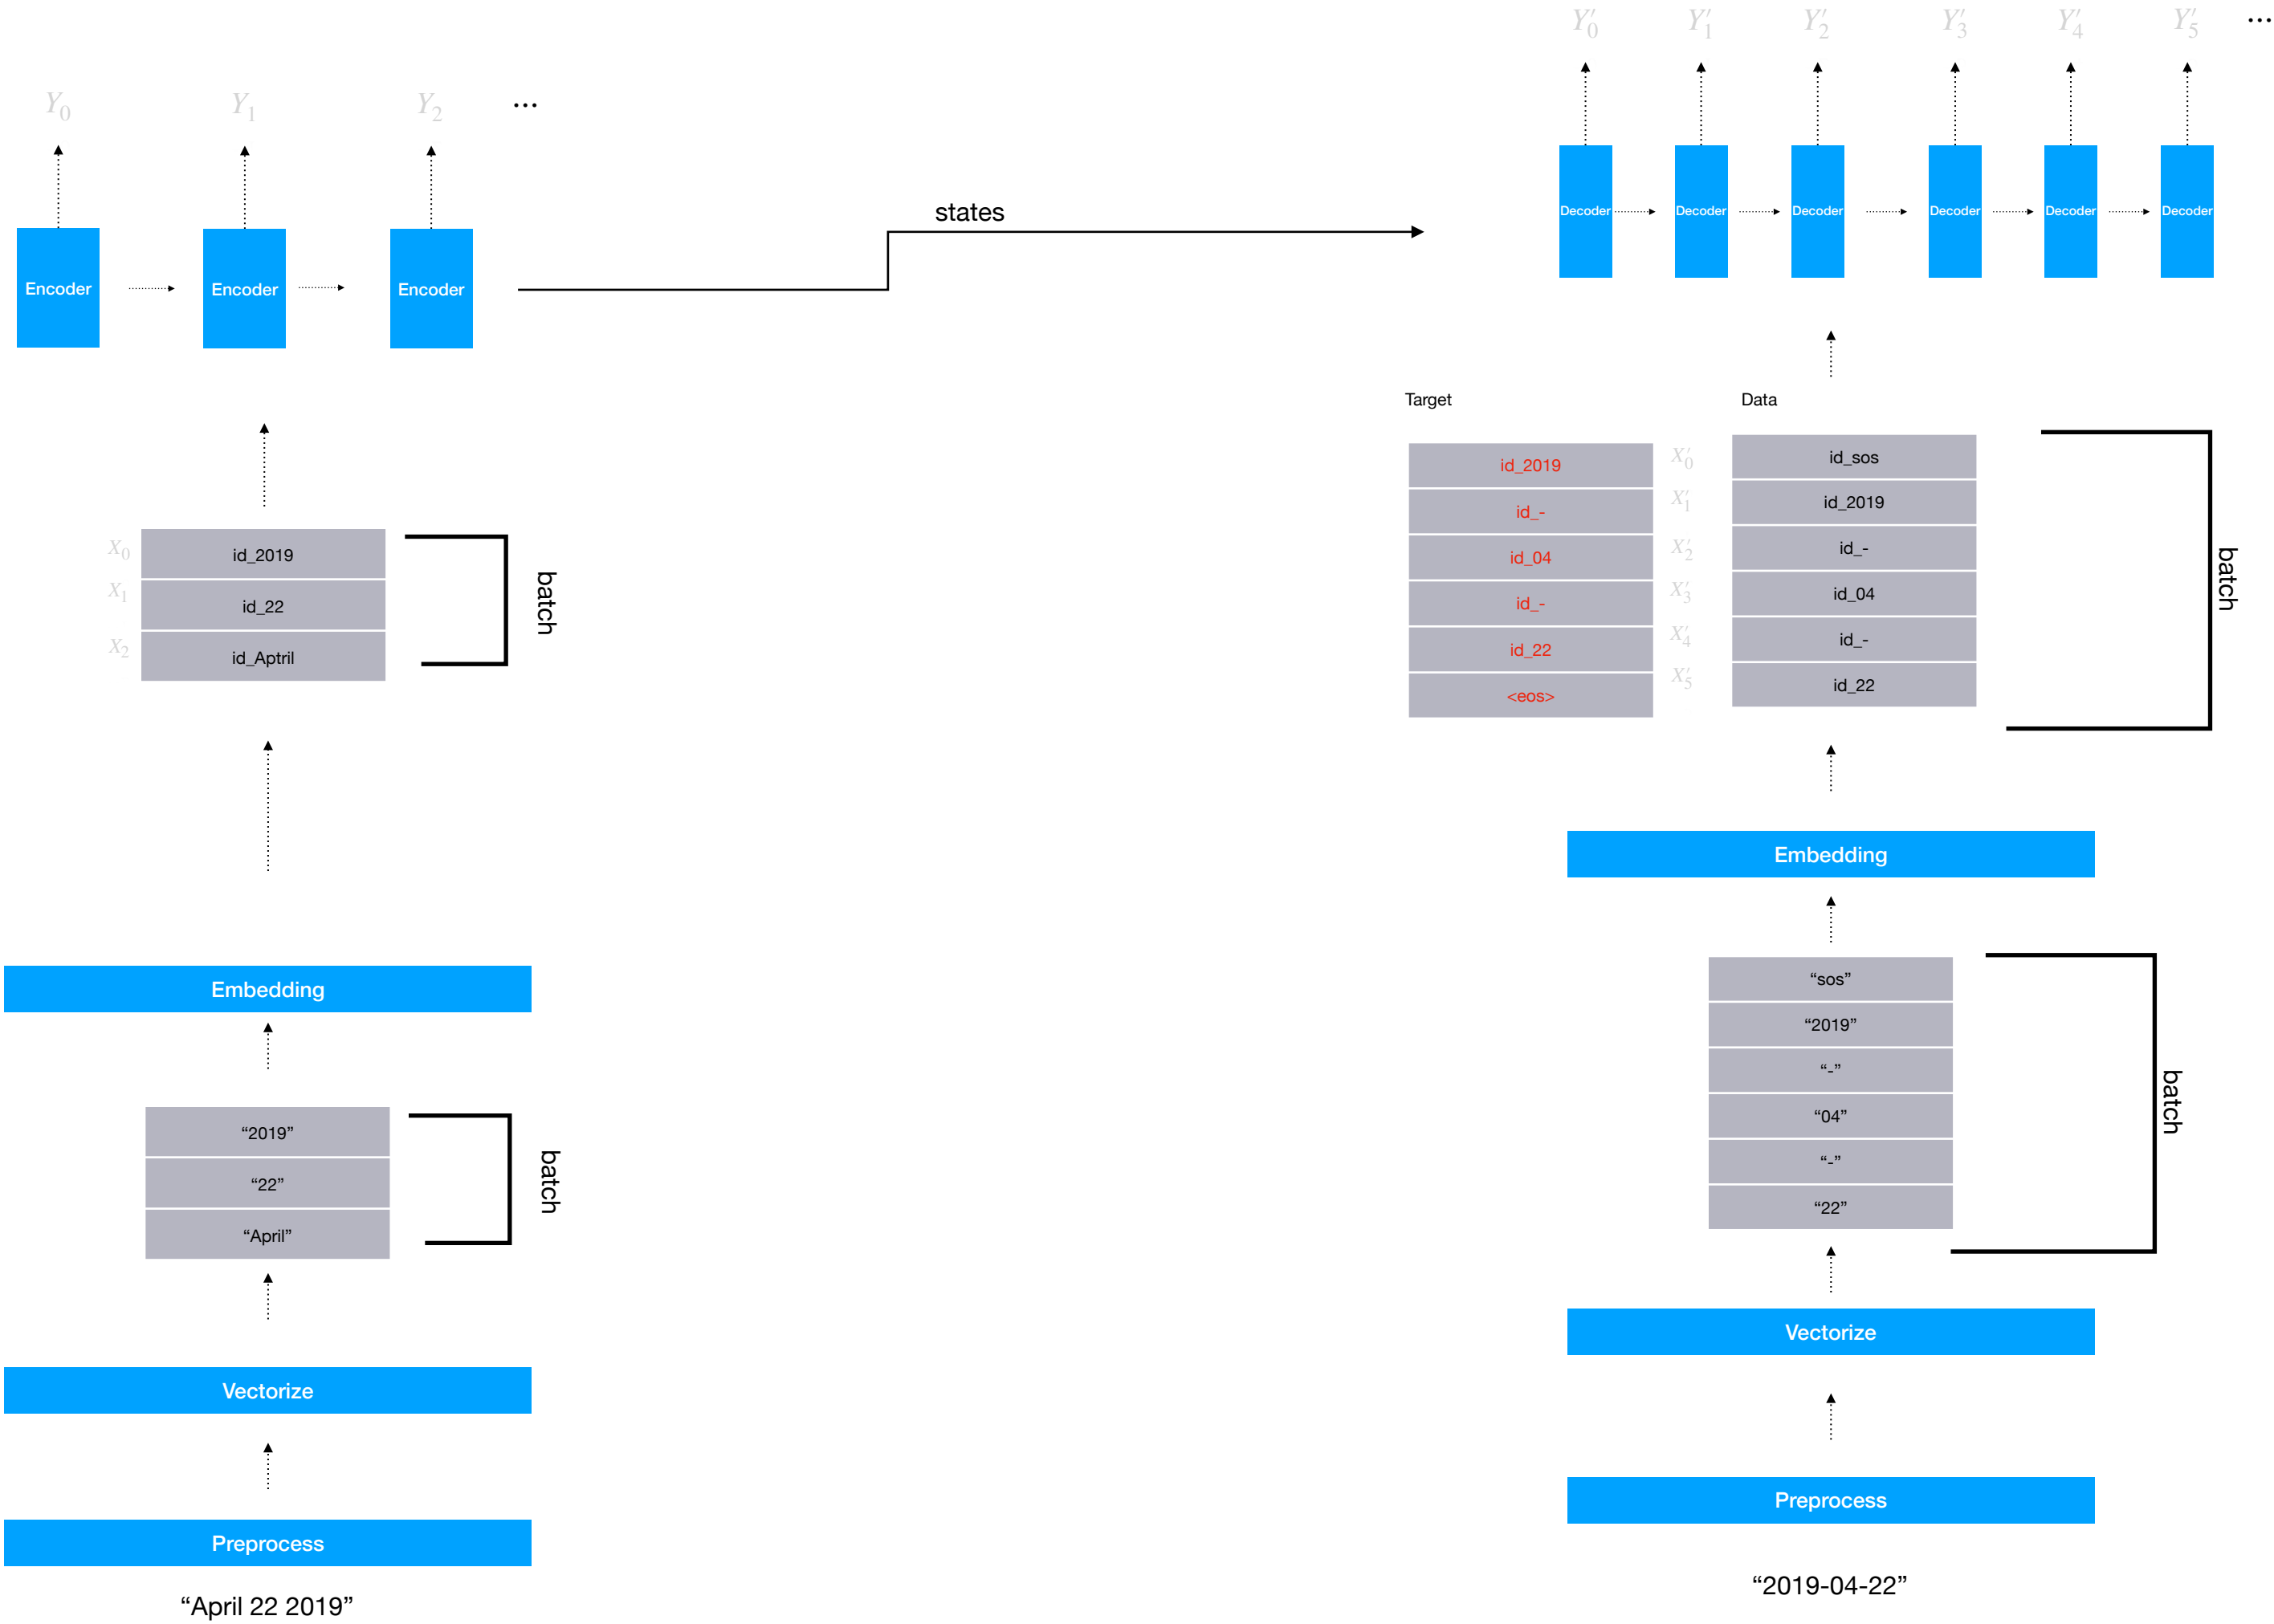 Y₀ Y₁ Y₂ ...
Encoder Encoder Encoder
states
X₀ id_2019
X₁ id_22
X₂ id_Aptril
batch
Embedding
“2019”
“22”
“April”
batch
Vectorize
Preprocess
“April 22 2019”
Y′₀ Y′₁ Y′₂ Y′₃ Y′₄ Y′₅ ...
Decoder Decoder Decoder Decoder Decoder Decoder
Target Data
id_2019 X′₀ id_sos
id_- X′₁ id_2019
id_04 X′₂ id_-
id_- X′₃ id_04
id_22 X′₄ id_-
<eos> X′₅ id_22
batch
Embedding
“sos”
“2019”
“-”
“04”
“-”
“22”
batch
Vectorize
Preprocess
“2019-04-22”